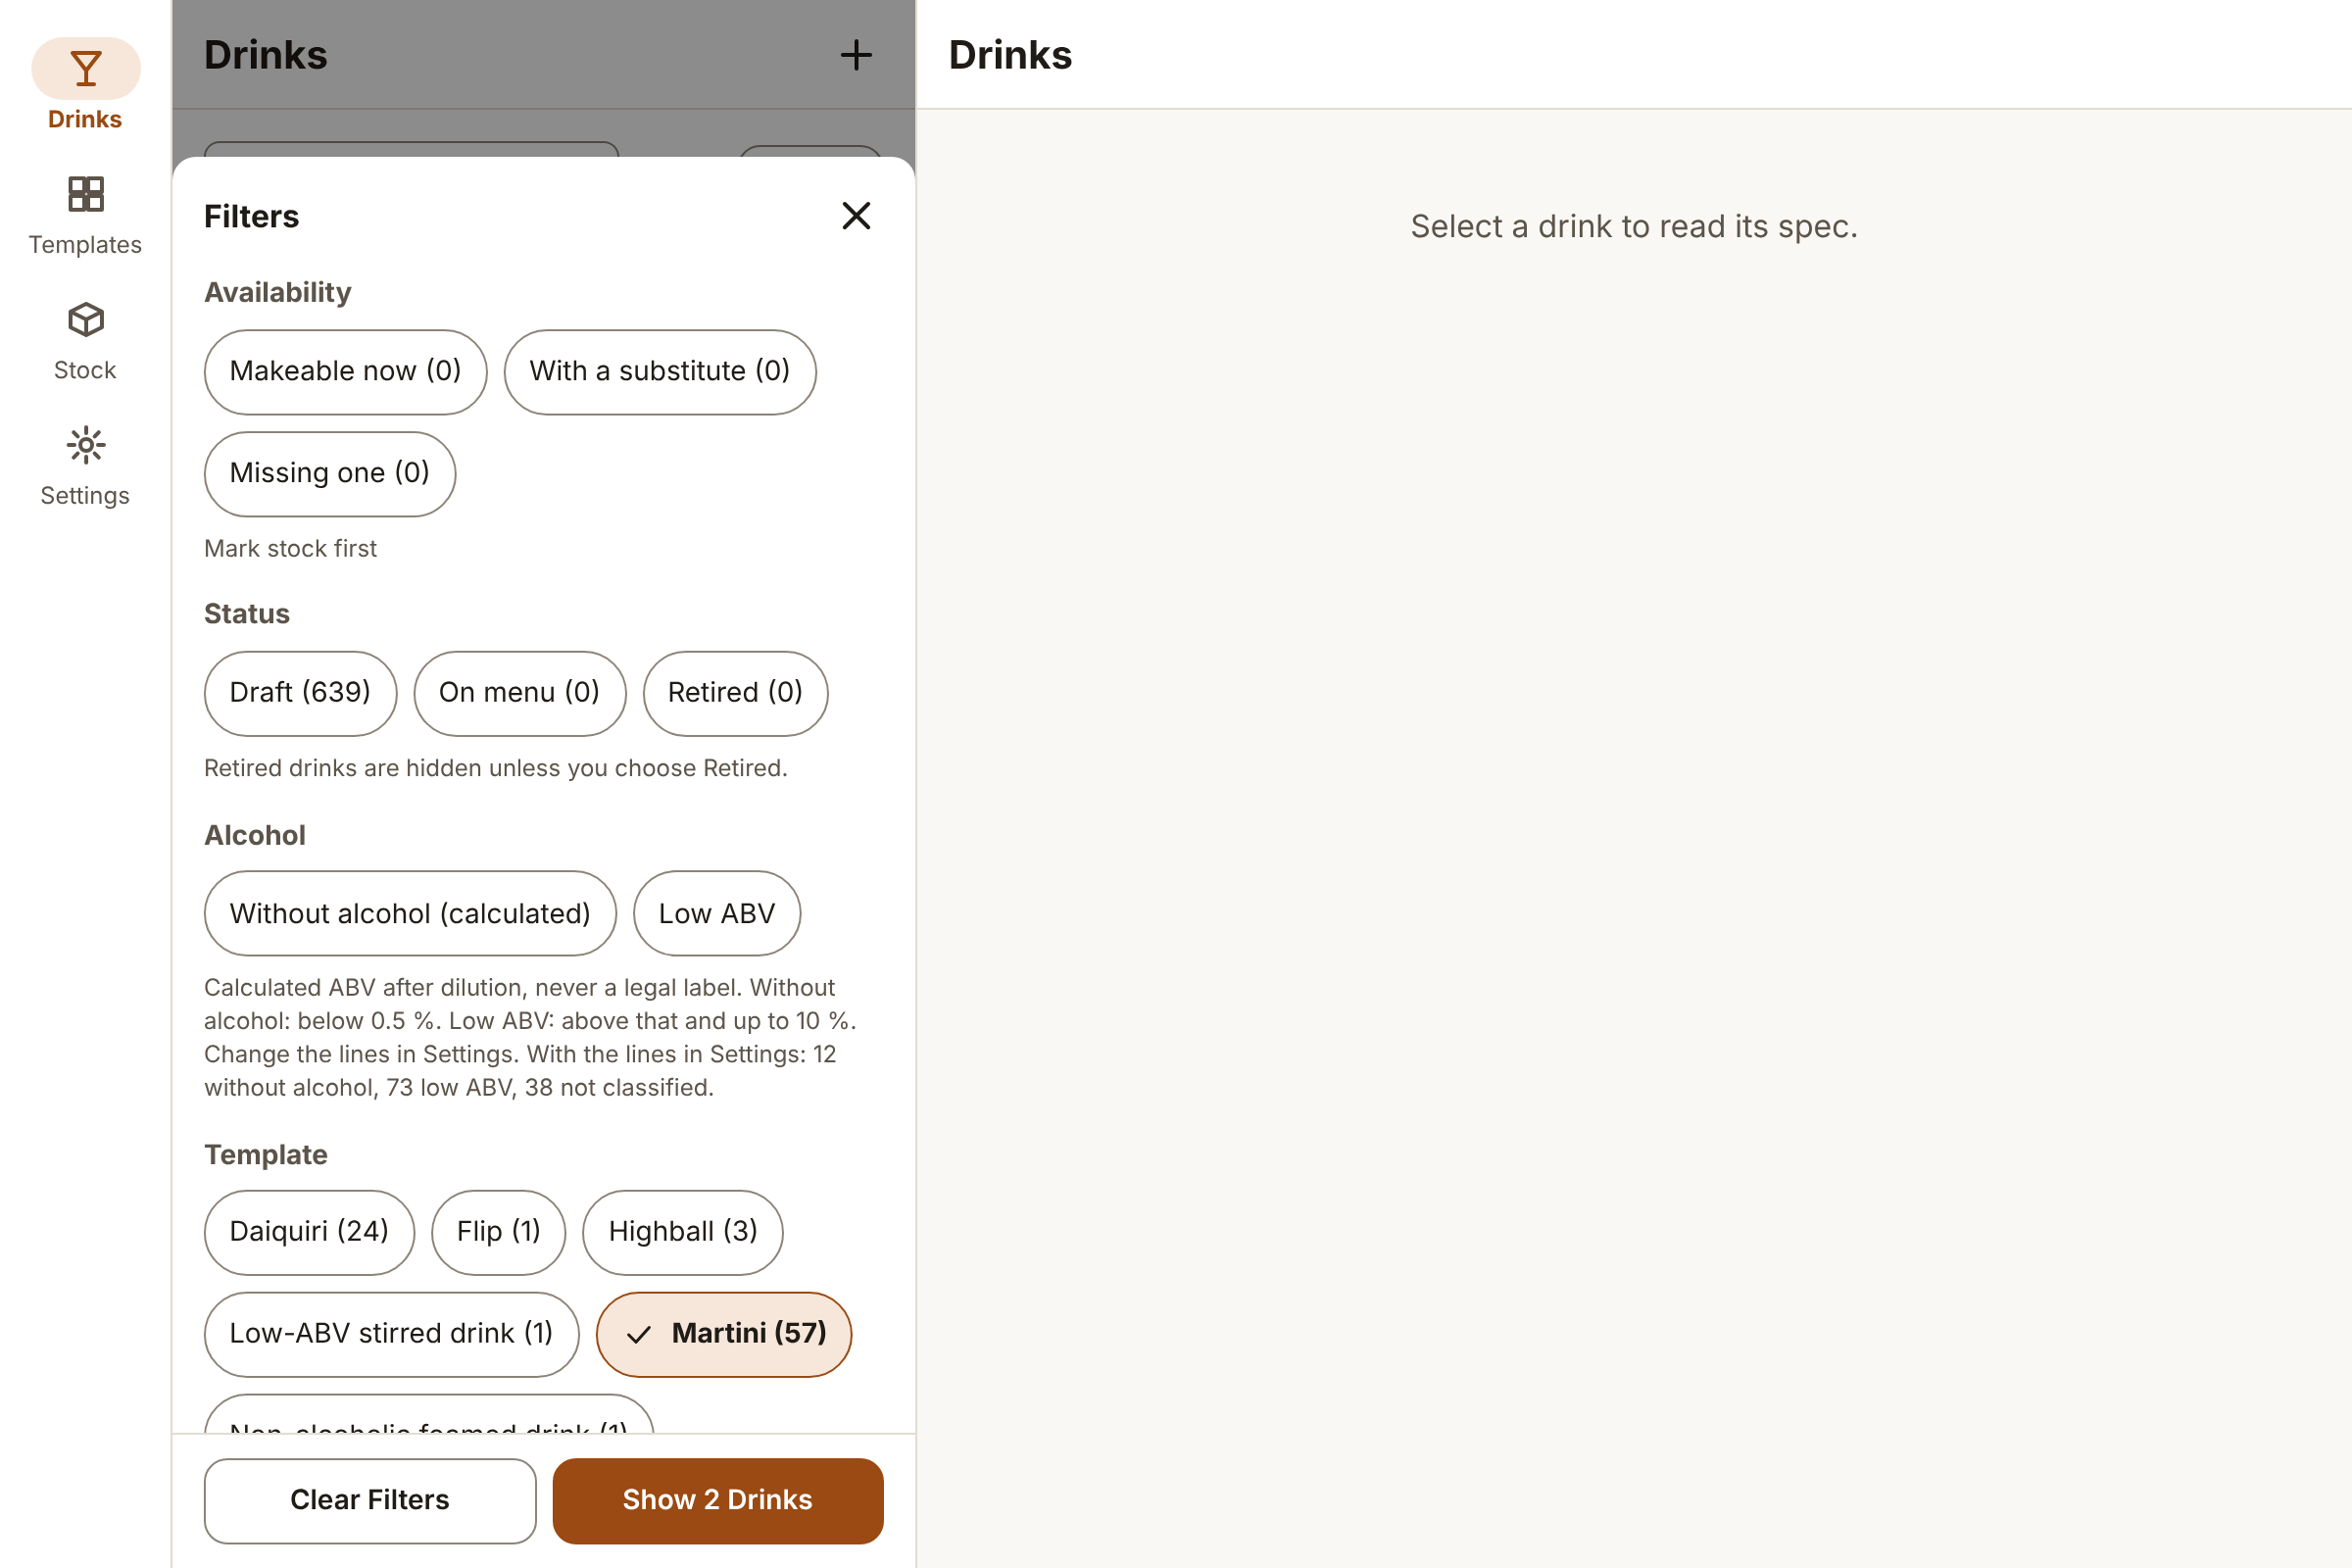 Drinks
Templates
Stock
Settings
Drinks
Filters
Availability
Makeable now (0)
With a substitute (0)
Missing one (0)
Mark stock first
Status
Draft (639)
On menu (0)
Retired (0)
Retired drinks are hidden unless you choose Retired.
Alcohol
Without alcohol (calculated)
Low ABV
Calculated ABV after dilution, never a legal label. Without
alcohol: below 0.5 %. Low ABV: above that and up to 10 %.
Change the lines in Settings. With the lines in Settings: 12
without alcohol, 73 low ABV, 38 not classified.
Template
Daiquiri (24)
Flip (1)
Highball (3)
Low-ABV stirred drink (1)
Martini (57)
Non-alcoholic foamed drink (1)
Clear Filters
Show 2 Drinks
Drinks
Select a drink to read its spec.